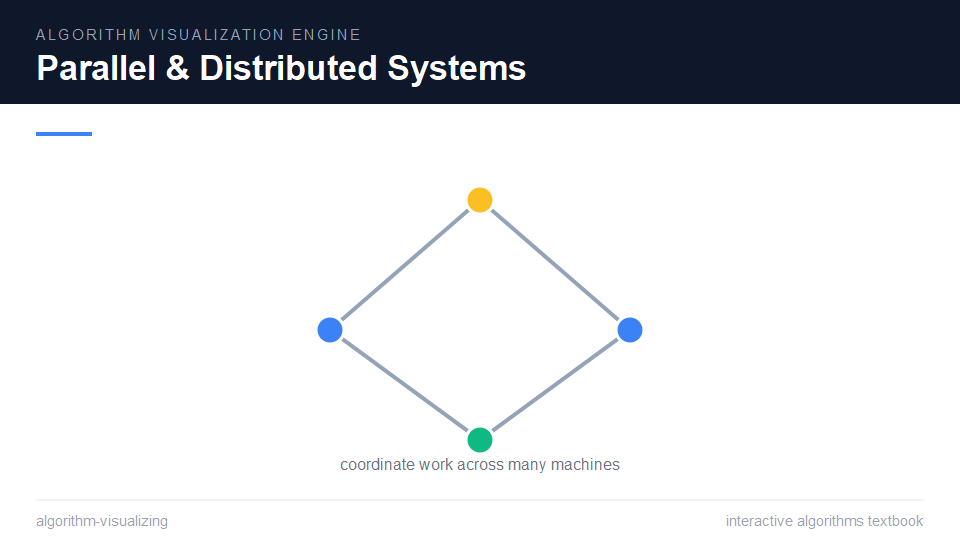 ALGORITHM VISUALIZATION ENGINE
Parallel & Distributed Systems
coordinate work across many machines
algorithm-visualizing
interactive algorithms textbook